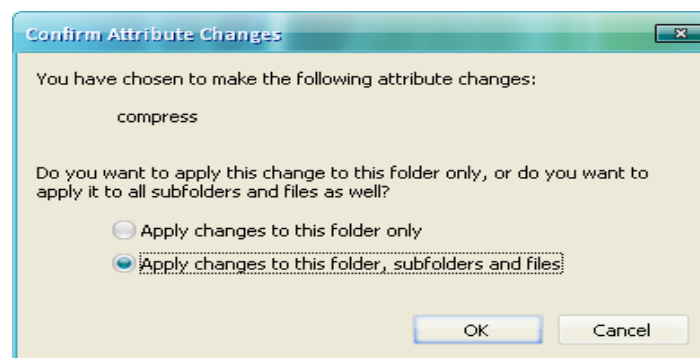 Confirm Attribute Changes
You have chosen to make the following attribute changes:
compress
Do you want to apply this change to this folder only, or do you want to
apply it to all subfolders and files as well?
Apply changes to this folder only
Apply changes to this folder, subfolders and files
OK Cancel